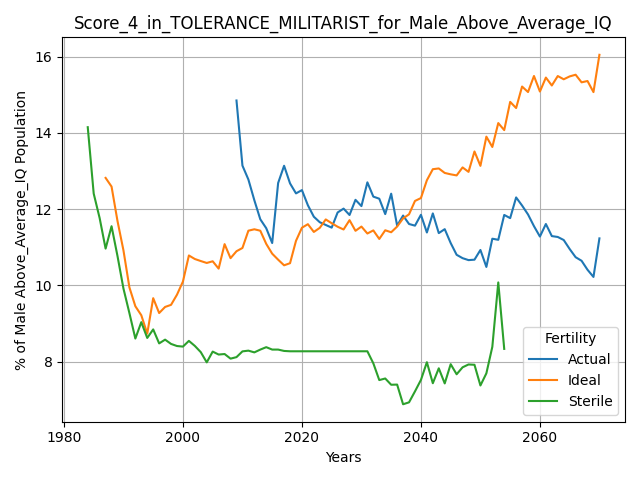 Score_4_in_TOLERANCE_MILITARIST_for_Male_Above_Average_IQ
% of Male Above_Average_IQ Population
16
14
12
10
8
1980
2000
2020
2040
2060
Years
Fertility
Actual
Ideal
Sterile